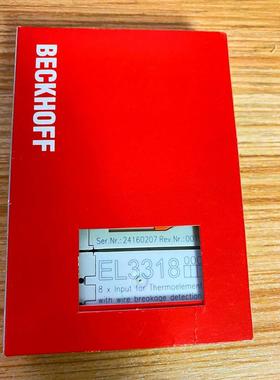 BECKHOFF
Ser.Nr.: 24160207 Rev.Nr.: 00
EL3318
8 x Input for Thermoelement
with wire breakage detection